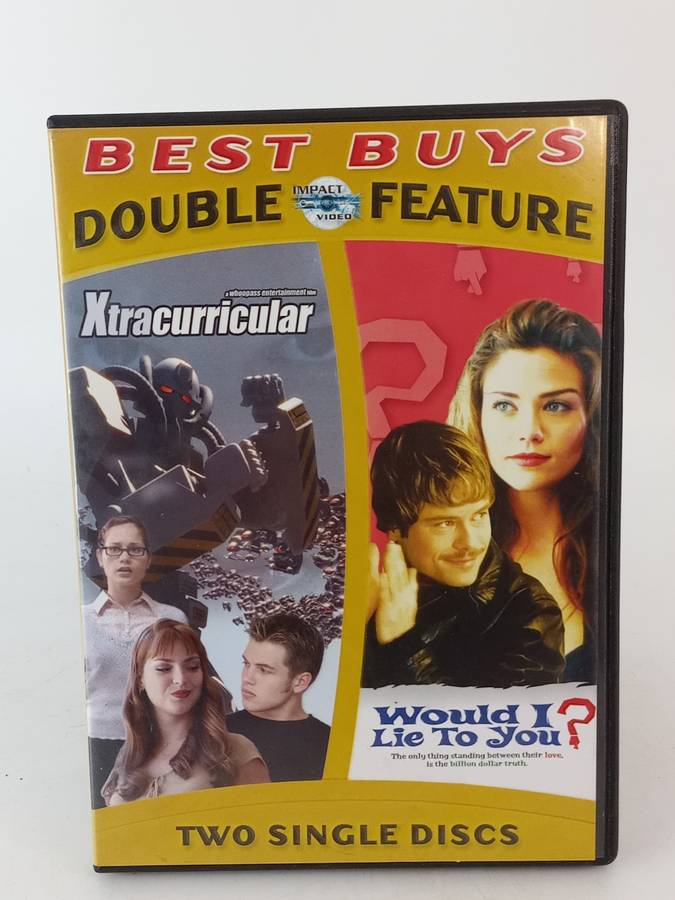 BEST BUYS
DOUBLE FEATURE
IMPACT
VIDEO
a whoopass entertainment film
Xtracurricular
Would I
Lie To You?
The only thing standing between their love,
is the billion dollar truth.
TWO SINGLE DISCS